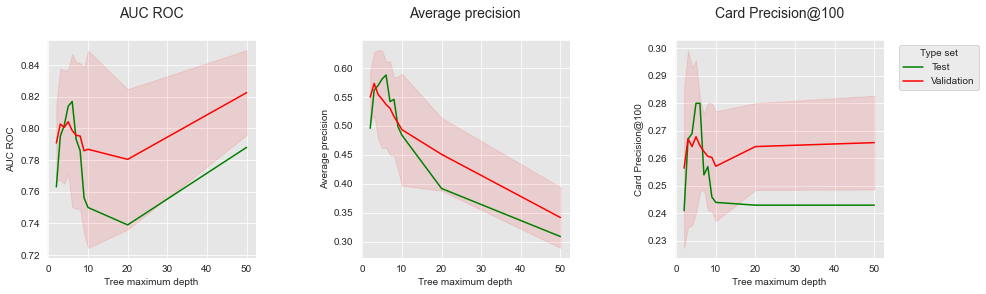 AUC ROC
AUC ROC
0.84
0.82
0.80
0.78
0.76
0.74
0.72
0 10 20 30 40 50
Tree maximum depth
Average precision
Average precision
0.60
0.55
0.50
0.45
0.40
0.35
0.30
0 10 20 30 40 50
Tree maximum depth
Card Precision@100
Card Precision@100
0.30
0.29
0.28
0.27
0.26
0.25
0.24
0.23
0 10 20 30 40 50
Tree maximum depth
Type set
Test
Validation